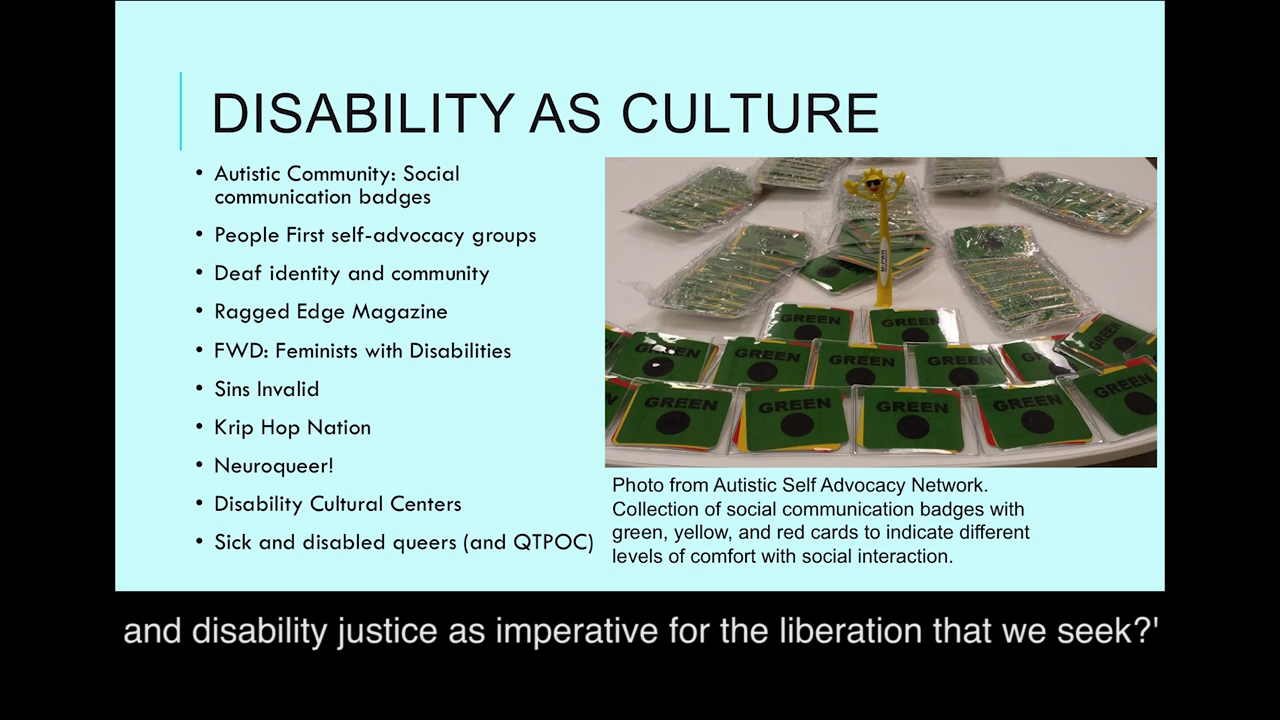 DISABILITY AS CULTURE
• Autistic Community: Social
communication badges
• People First self-advocacy groups
• Deaf identity and community
• Ragged Edge Magazine
• FWD: Feminists with Disabilities
• Sins Invalid
• Krip Hop Nation
• Neuroqueer!
• Disability Cultural Centers
• Sick and disabled queers (and QTPOC)
GREEN GREEN
GREEN GREEN GREEN GREEN GREEN GREEN
GREEN GREEN GREEN GREEN GREEN
Photo from Autistic Self Advocacy Network.
Collection of social communication badges with
green, yellow, and red cards to indicate different
levels of comfort with social interaction.
and disability justice as imperative for the liberation that we seek?'